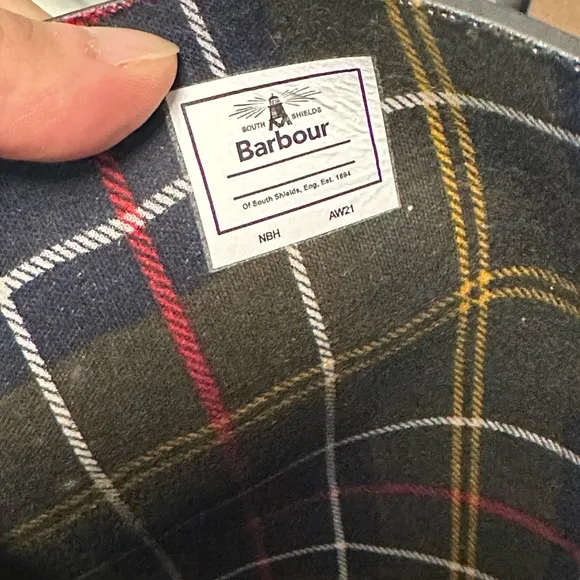 SOUTH SHIELDS
Barbour
Of South Shields, Eng, Est. 1894
NBH AW21